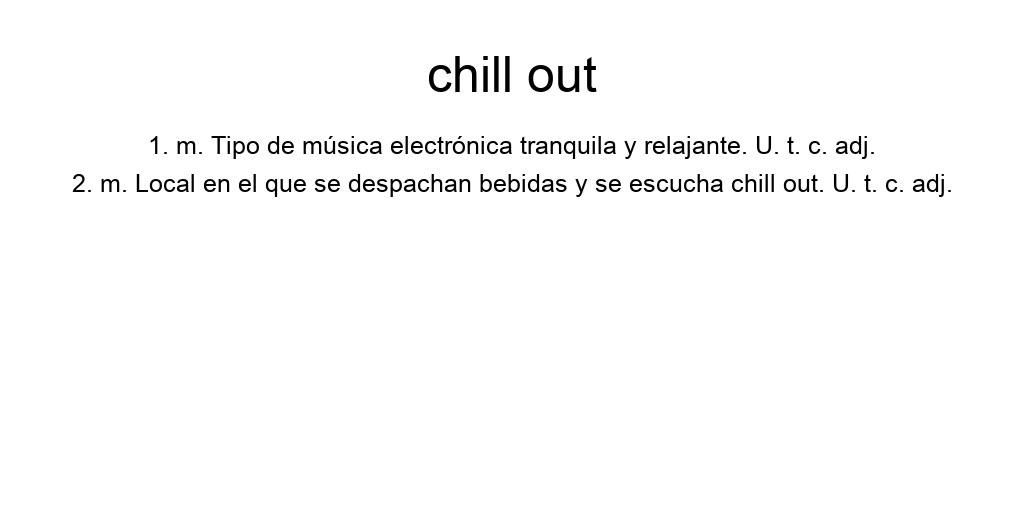 chill out
1. m. Tipo de música electrónica tranquila y relajante. U. t. c. adj.
2. m. Local en el que se despachan bebidas y se escucha chill out. U. t. c. adj.